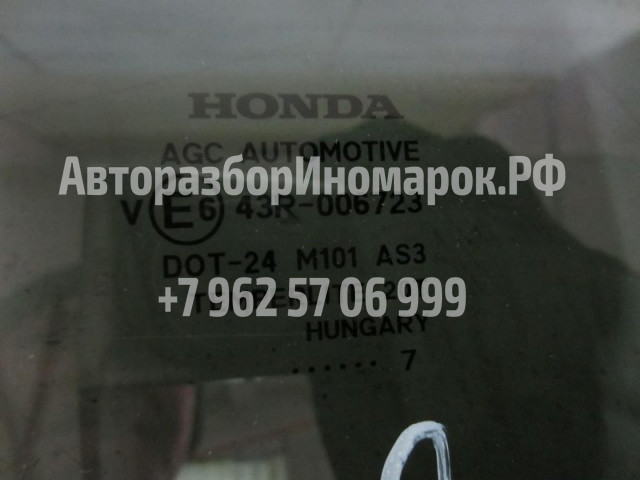 HONDA
AGC AUTOMOTIVE
АвторазборИномарок.РФ
V E6 43R-006723
DOT-24 M101 AS3
+7 962 57 06 999
HUNGARY
...... 7